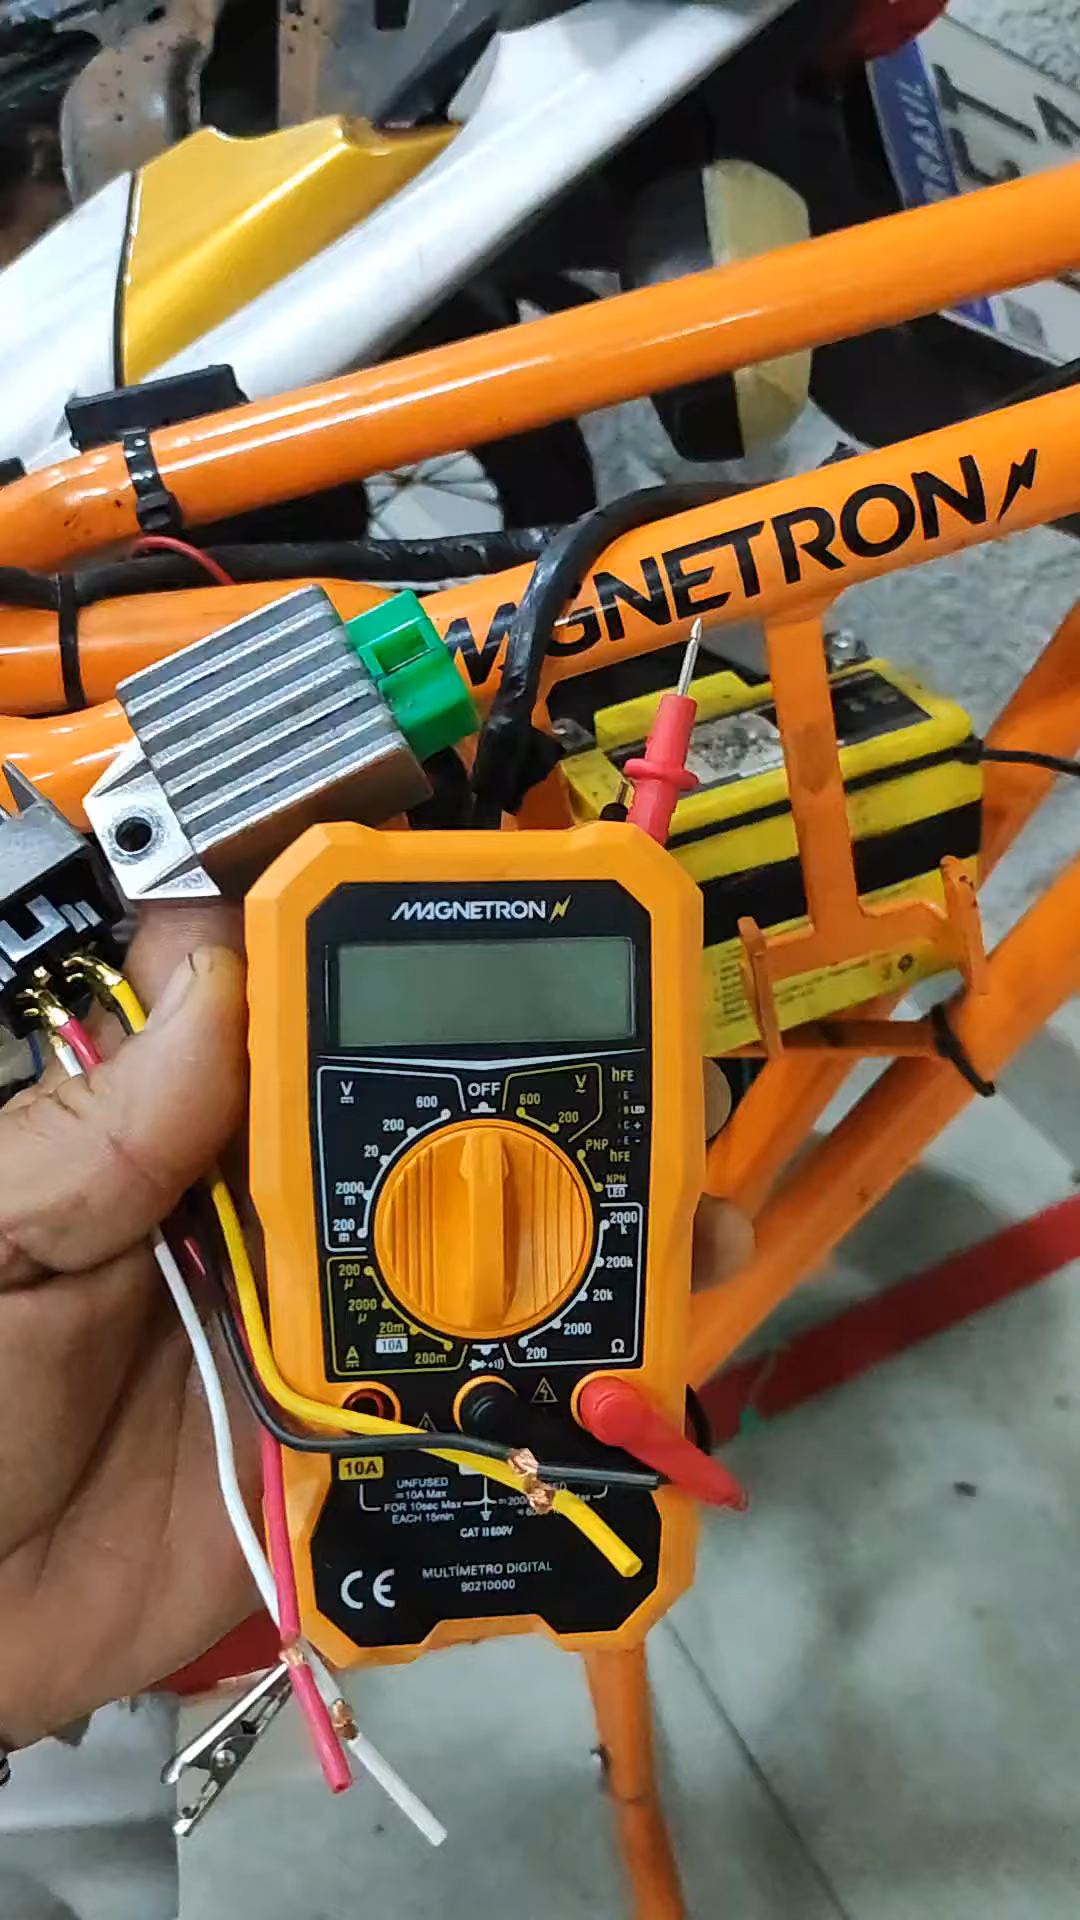 BRASIL
MAGNETRON
MAGNETRON
OFF
V
600
200
20
2000
m
200
m
V
600
200
hFE
E
B LED
C +
E -
PNP
hFE
NPN
LED
2000
k
200k
20k
2000
200
Ω
200
µ
2000
µ
20m
10A
200m
A
10A
UNFUSED
10A Max
FOR 10sec Max
EACH 15min
CAT II 600V
CE
MULTÍMETRO DIGITAL
90210000